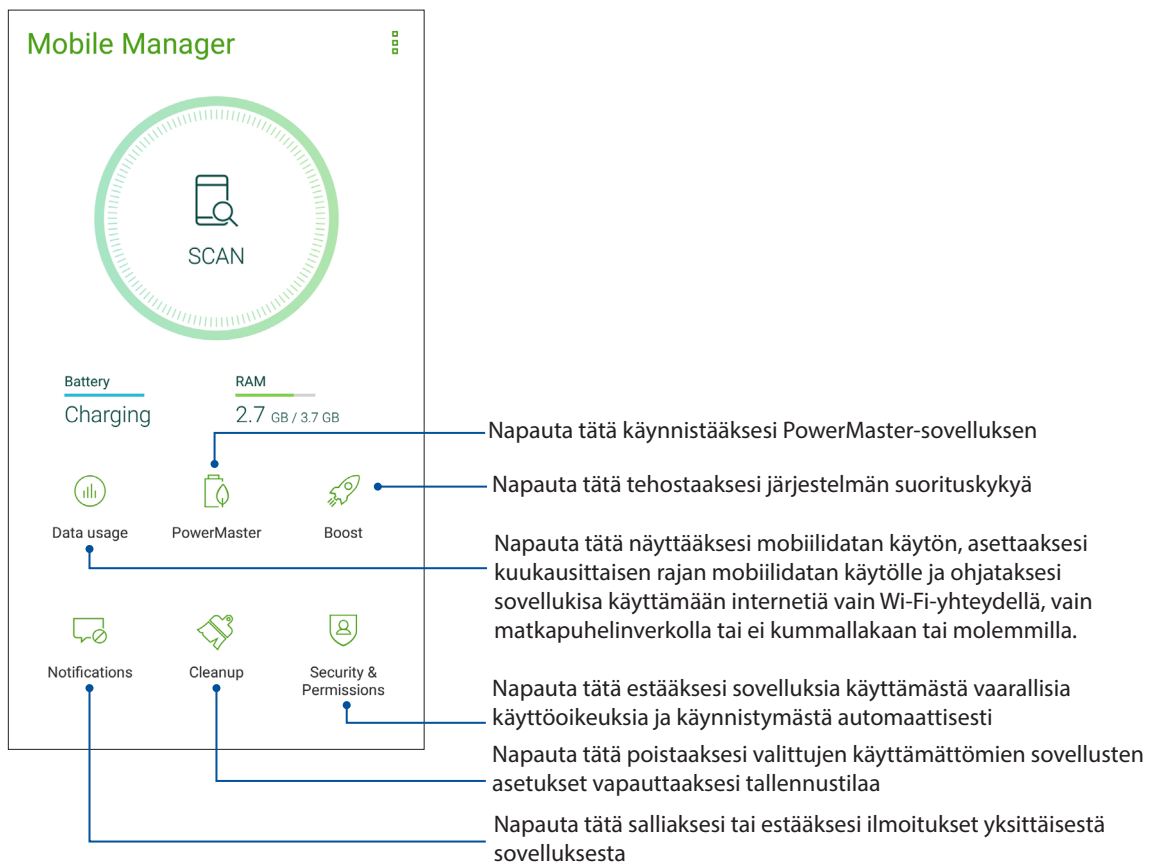 Mobile Manager
SCAN
Battery
RAM
Charging
2.7 GB / 3.7 GB
Napauta tätä käynnistääksesi PowerMaster-sovelluksen
Napauta tätä tehostaaksesi järjestelmän suorituskykyä
Data usage
PowerMaster
Boost
Napauta tätä näyttääksesi mobiilidatan käytön, asettaaksesi
kuukausittaisen rajan mobiilidatan käytölle ja ohjataksesi
sovellukisa käyttämään internetiä vain Wi-Fi-yhteydellä, vain
matkapuhelinverkolla tai ei kummallakaan tai molemmilla.
Notifications
Cleanup
Security &
Permissions
Napauta tätä estääksesi sovelluksia käyttämästä vaarallisia
käyttöoikeuksia ja käynnistymästä automaattisesti
Napauta tätä poistaaksesi valittujen käyttämättömien sovellusten
asetukset vapauttaaksesi tallennustilaa
Napauta tätä salliaksesi tai estääksesi ilmoitukset yksittäisestä
sovelluksesta